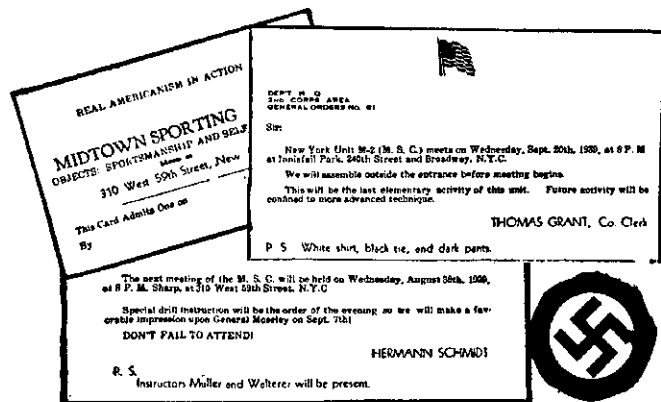 REAL AMERICANISM IN ACTION
MIDTOWN SPORTING
OBJECTS: SPORTSMANSHIP AND SELF
310 West 59th Street, New
This Card Admits One on
By
DEPT H Q
2nd CORPS AREA
GENERAL ORDERS No. 61
Sir:
New York Unit M-2 (M. S. C.) meets on Wednesday, Sept. 20th, 1939, at 8 P. M
at Innisfail Park, 240th Street and Broadway, N.Y.C.
We will assemble outside the entrance before meeting begins.
This will be the last elementary activity of this unit. Future activity will be
confined to more advanced technique.
THOMAS GRANT, Co. Clerk
P S White shirt, black tie, and dark pants.
The next meeting of the M. S. C. will be held on Wednesday, August 1939,
at 8 P. M. Sharp, at 310 West 59th Street, N.Y.C
Special drill instruction will be the order of the evening so we will make a fav-
orable impression upon General Moseley on Sept. 7th!
DON'T FAIL TO ATTEND!
HERMANN SCHMIDT
P. S.
Instructors Muller and Walterer will be present.